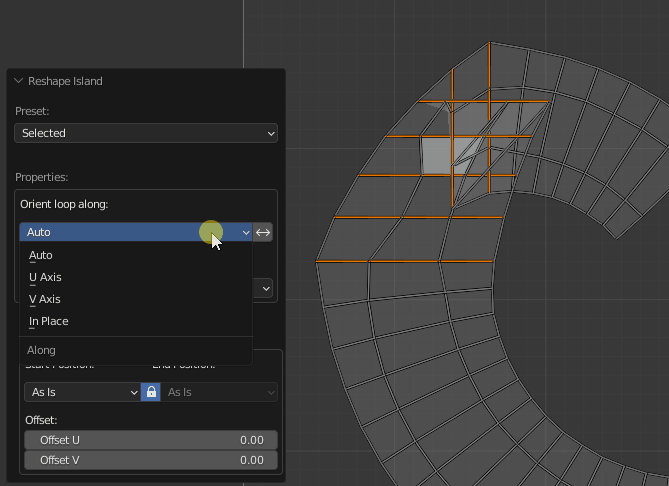 Reshape Island
Preset:
Selected
Properties:
Orient loop along:
Auto
Auto
U Axis
V Axis
In Place
Along
Start Position: End Position:
As Is As Is
Offset:
Offset U 0.00
Offset V 0.00